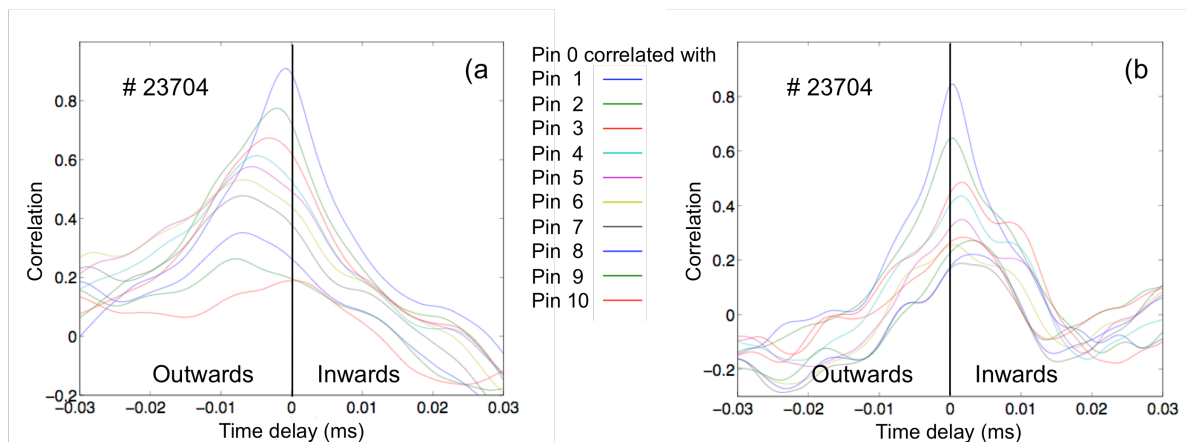 Pin 0 correlated with
Pin 1
Pin 2
Pin 3
Pin 4
Pin 5
Pin 6
Pin 7
Pin 8
Pin 9
Pin 10
(a
# 23704
Correlation
0.8
0.6
0.4
0.2
0
−0.2
Outwards
Inwards
−0.03 −0.02 −0.01 0 0.01 0.02 0.03
Time delay (ms)
(b
# 23704
Correlation
0.8
0.6
0.4
0.2
0
−0.2
Outwards
Inwards
−0.03 −0.02 −0.01 0 0.01 0.02 0.03
Time delay (ms)